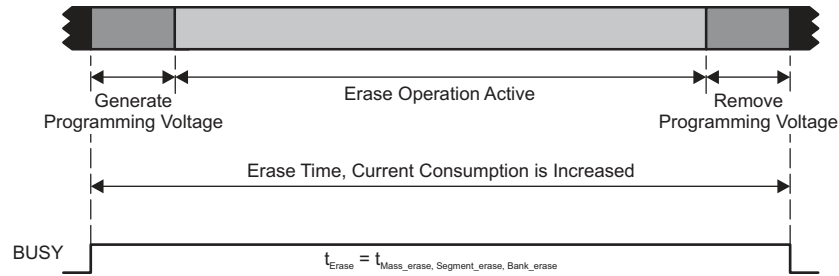 Generate
Programming Voltage
Erase Operation Active
Remove
Programming Voltage
Erase Time, Current Consumption is Increased
BUSY
tErase = tMass_erase, Segment_erase, Bank_erase